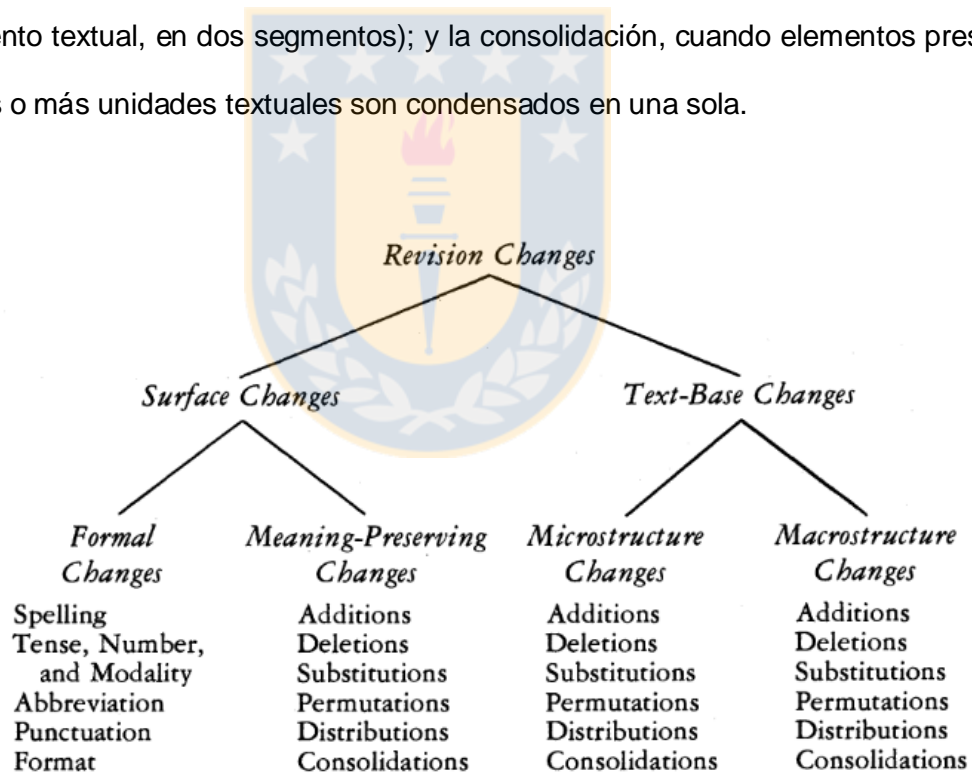 ento textual, en dos segmentos); y la consolidación, cuando elementos pres
s o más unidades textuales son condensados en una sola.
Revision Changes
Surface Changes Text-Base Changes
Formal Meaning-Preserving Microstructure Macrostructure
Changes Changes Changes Changes
Spelling Additions Additions Additions
Tense, Number, Deletions Deletions Deletions
and Modality Substitutions Substitutions Substitutions
Abbreviation Permutations Permutations Permutations
Punctuation Distributions Distributions Distributions
Format Consolidations Consolidations Consolidations